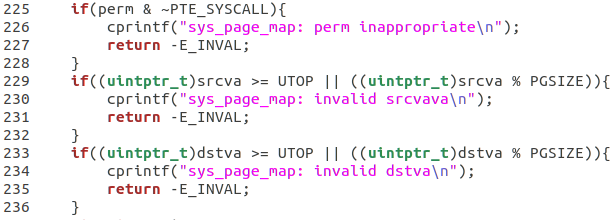 225     if(perm & ~PTE_SYSCALL){
226         cprintf("sys_page_map: perm inappropriate\n");
227         return -E_INVAL;
228     }
229     if((uintptr_t)srcva >= UTOP || ((uintptr_t)srcva % PGSIZE)){
230         cprintf("sys_page_map: invalid srcvava\n");
231         return -E_INVAL;
232     }
233     if((uintptr_t)dstva >= UTOP || ((uintptr_t)dstva % PGSIZE)){
234         cprintf("sys_page_map: invalid dstva\n");
235         return -E_INVAL;
236     }